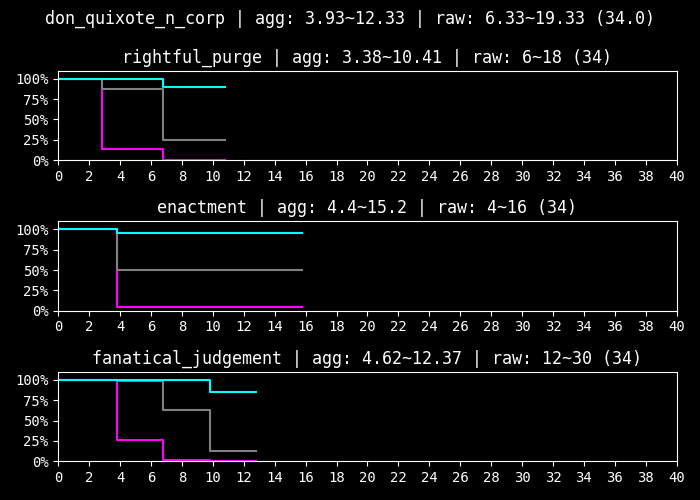 don_quixote_n_corp | agg: 3.93~12.33 | raw: 6.33~19.33 (34.0)
rightful_purge | agg: 3.38~10.41 | raw: 6~18 (34)
100%
75%
50%
25%
0%
0 2 4 6 8 10 12 14 16 18 20 22 24 26 28 30 32 34 36 38 40
enactment | agg: 4.4~15.2 | raw: 4~16 (34)
100%
75%
50%
25%
0%
0 2 4 6 8 10 12 14 16 18 20 22 24 26 28 30 32 34 36 38 40
fanatical_judgement | agg: 4.62~12.37 | raw: 12~30 (34)
100%
75%
50%
25%
0%
0 2 4 6 8 10 12 14 16 18 20 22 24 26 28 30 32 34 36 38 40